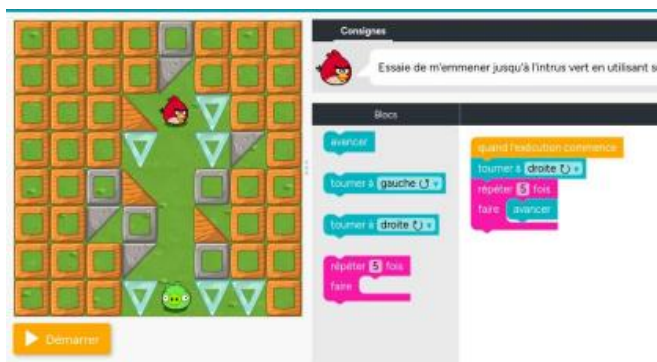 Consignes
Essaie de m'emmener jusqu'à l'intrus vert en utilisant
Blocs
avancer
tourner à gauche
tourner à droite
répéter 5 fois
faire
quand l'exécution commence
tourner à droite
répéter 5 fois
faire avancer
Démarrer